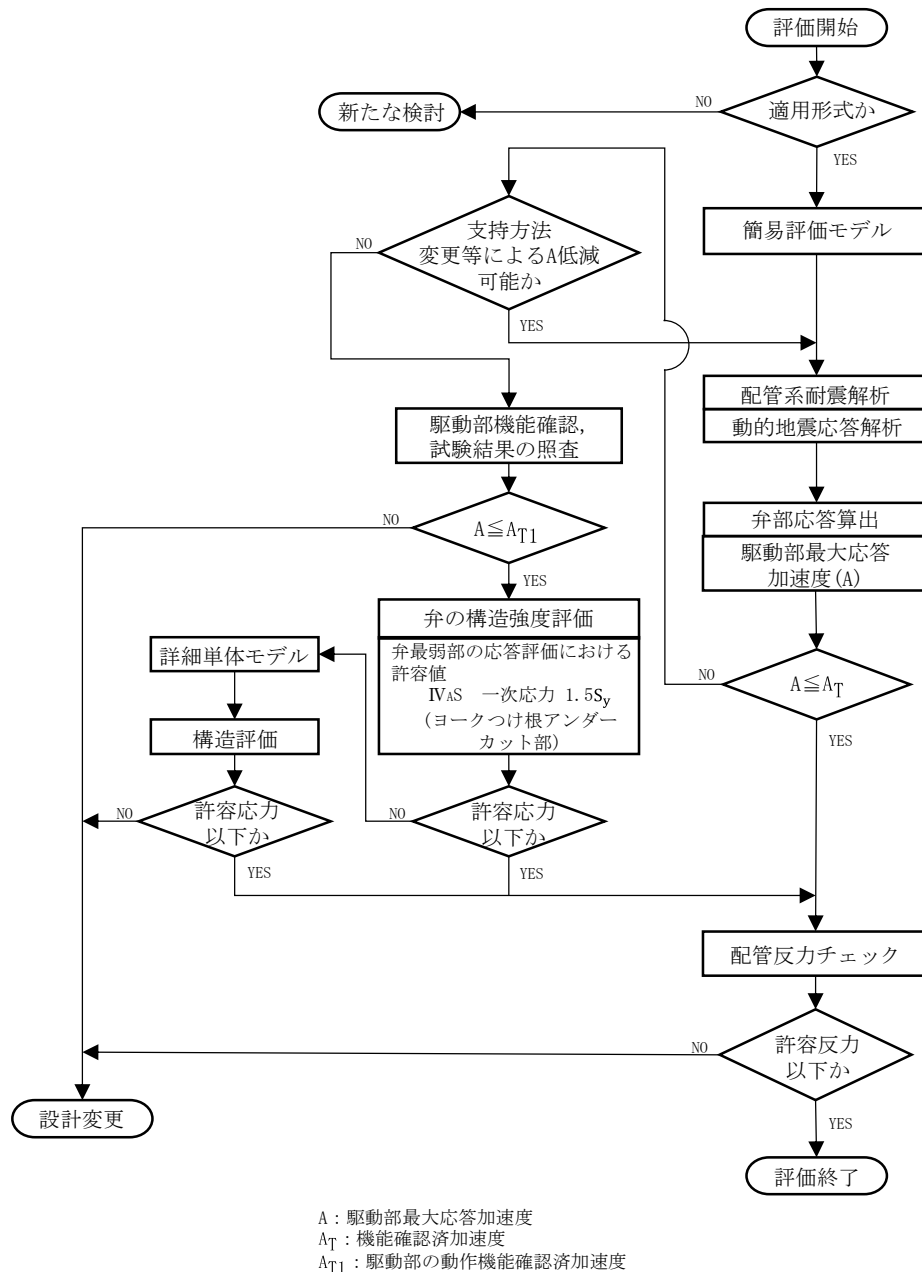 評価開始
適用形式か
NO
新たな検討
YES
簡易評価モデル
支持方法
変更等によるA低減
可能か
NO
YES
配管系耐震解析
動的地震応答解析
駆動部機能確認,
試験結果の照査
弁部応答算出
駆動部最大応答
加速度(A)
A≦AT1
NO
YES
弁の構造強度評価
弁最弱部の応答評価における
許容値
ⅣAS 一次応力 1.5Sy
(ヨークつけ根アンダー
カット部)
A≦AT
NO
YES
詳細単体モデル
構造評価
許容応力
以下か
NO
YES
許容応力
以下か
NO
YES
配管反力チェック
許容反力
以下か
NO
YES
設計変更
評価終了
A:駆動部最大応答加速度
AT:機能確認済加速度
AT1:駆動部の動作機能確認済加速度